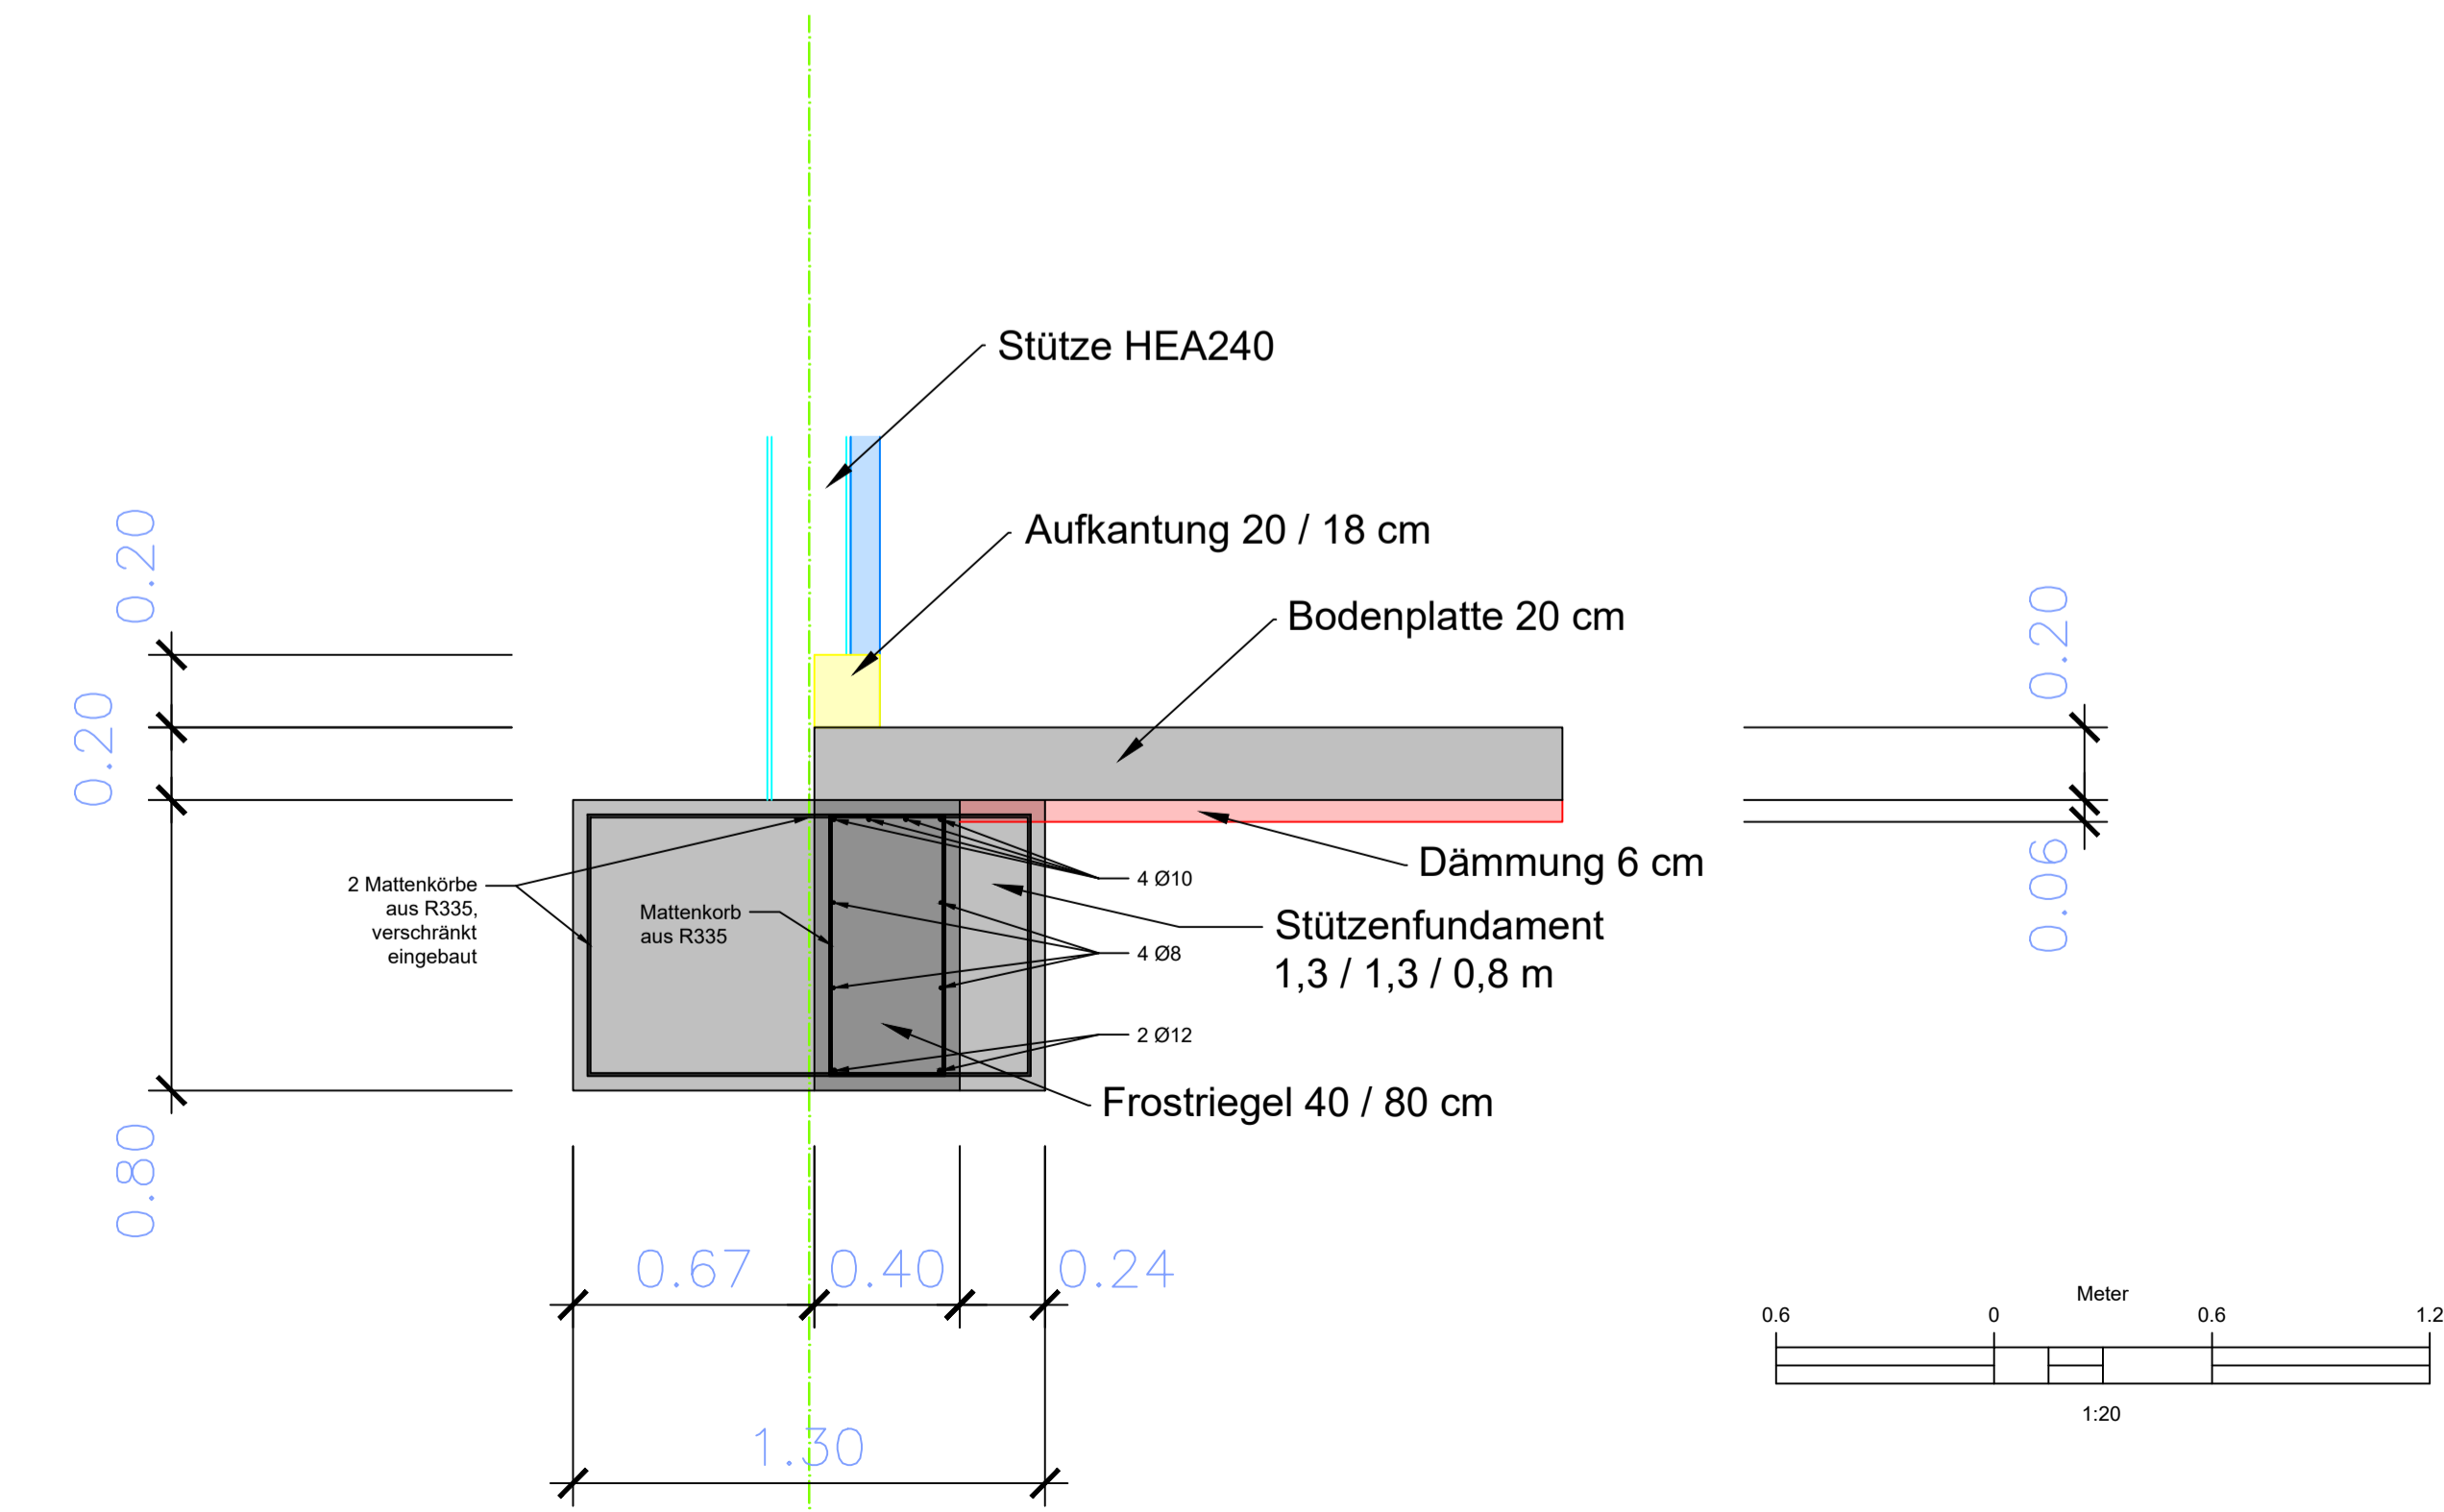 Stütze HEA240
Aufkantung 20 / 18 cm
Bodenplatte 20 cm
0.20
0.20
0.80
0.20
0.06
Dämmung 6 cm
2 Mattenkörbe
aus R335,
verschränkt
eingebaut
Mattenkorb
aus R335
4 Ø10
4 Ø8
2 Ø12
Stützenfundament
1,3 / 1,3 / 0,8 m
Frostriegel 40 / 80 cm
0.67
0.40
0.24
1.30
Meter
0.6 0 0.6 1.2
1:20